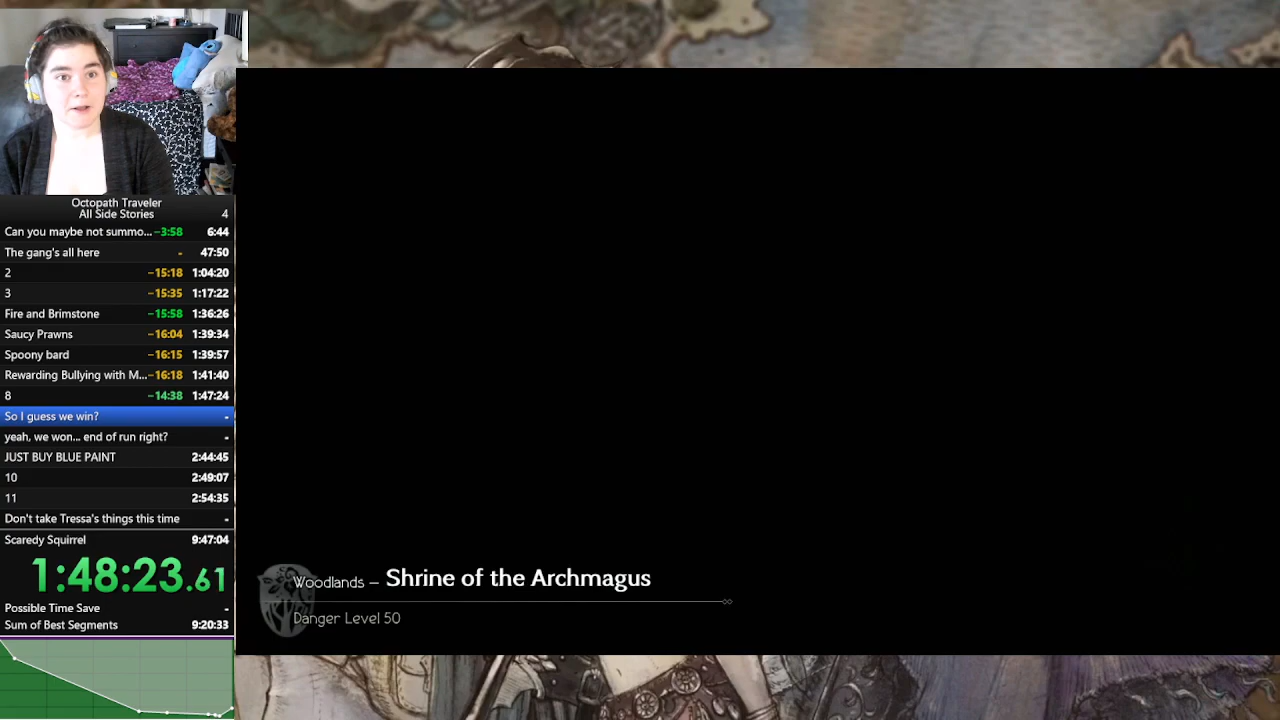 Octopath Traveler
All Side Stories 4
Can you maybe not summo... −3:58 6:44
The gang's all here - 47:50
2 −15:18 1:04:20
3 −15:35 1:17:22
Fire and Brimstone −15:58 1:36:26
Saucy Prawns −16:04 1:39:34
Spoony bard −16:15 1:39:57
Rewarding Bullying with M... −16:18 1:41:40
8 −14:38 1:47:24
So I guess we win? -
yeah, we won... end of run right? -
JUST BUY BLUE PAINT 2:44:45
10 2:49:07
11 2:54:35
Don't take Tressa's things this time -
Scaredy Squirrel 9:47:04
1:48:23.61
Possible Time Save -
Sum of Best Segments 9:20:33
Woodlands – Shrine of the Archmagus
Danger Level 50